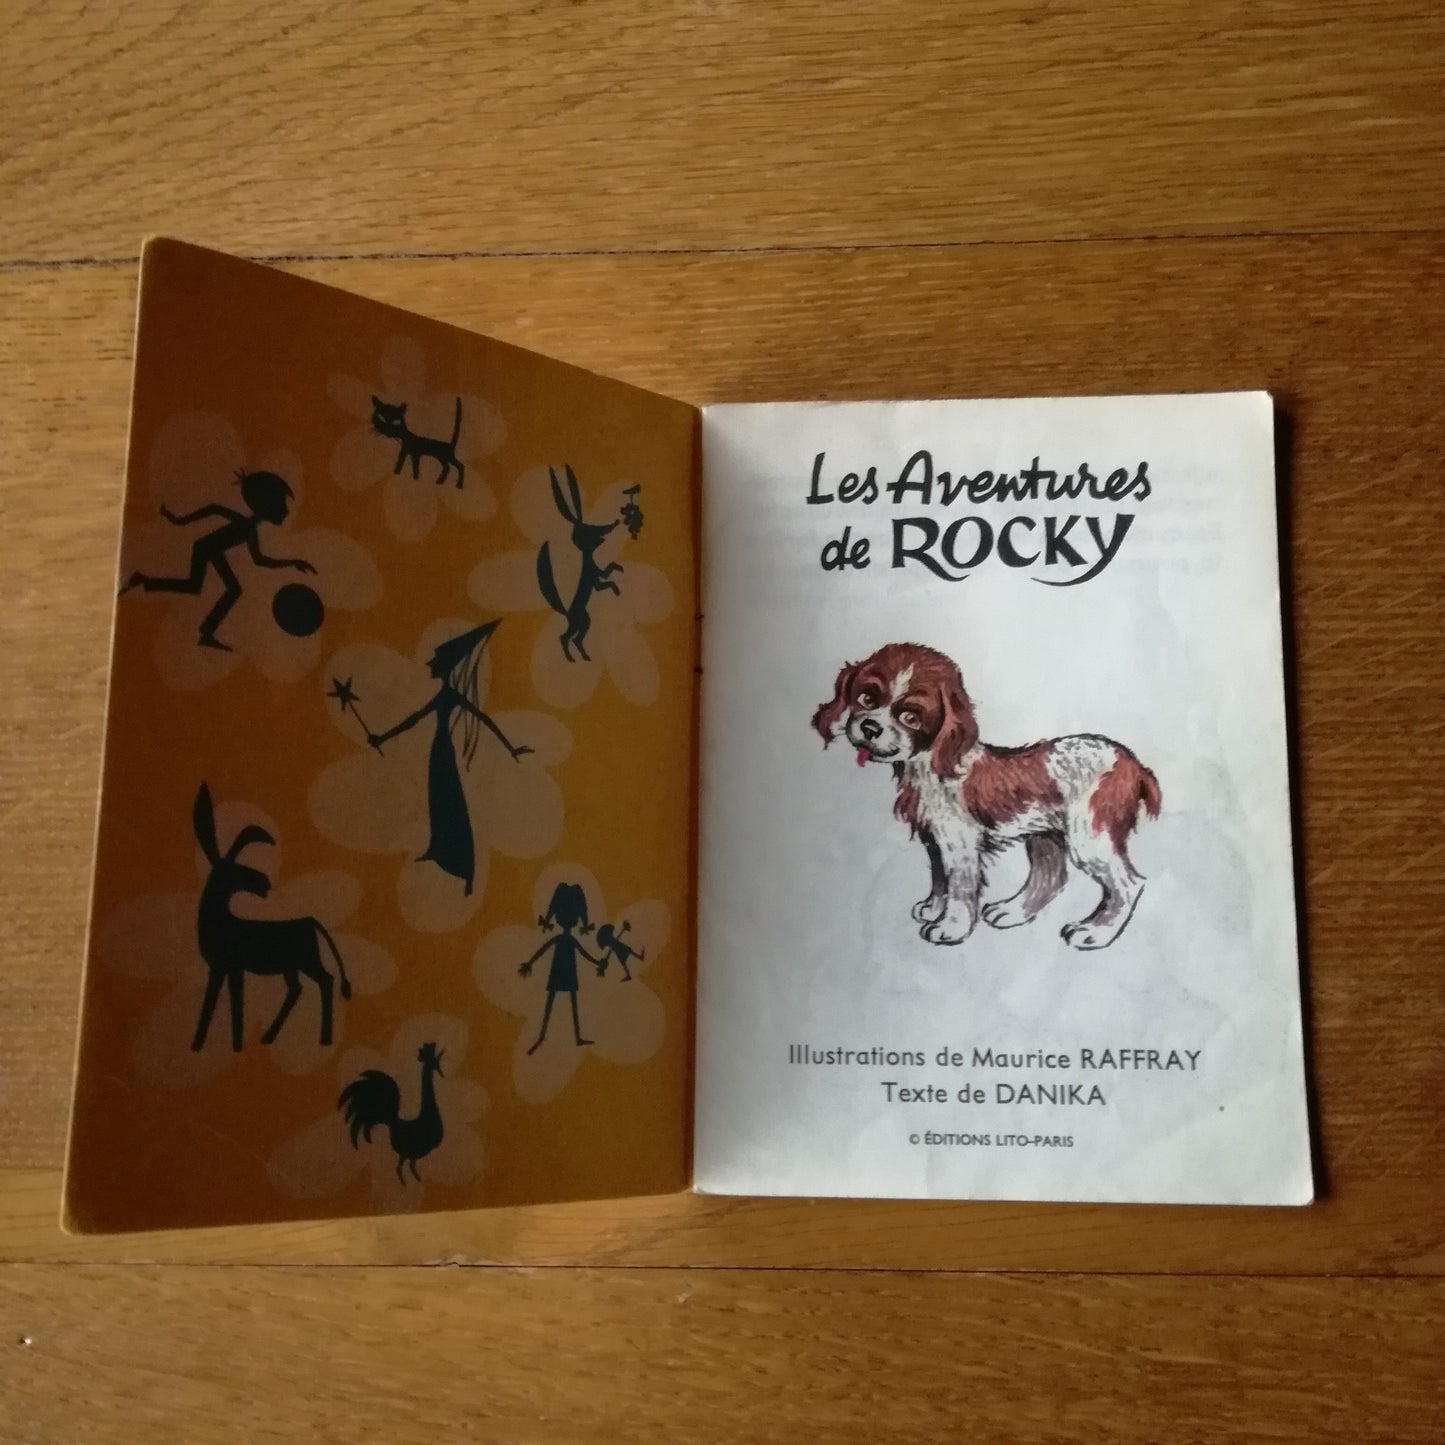 Les Aventures
de ROCKY
Illustrations de Maurice RAFFRAY
Texte de DANIKA
© ÉDITIONS LITO-PARIS